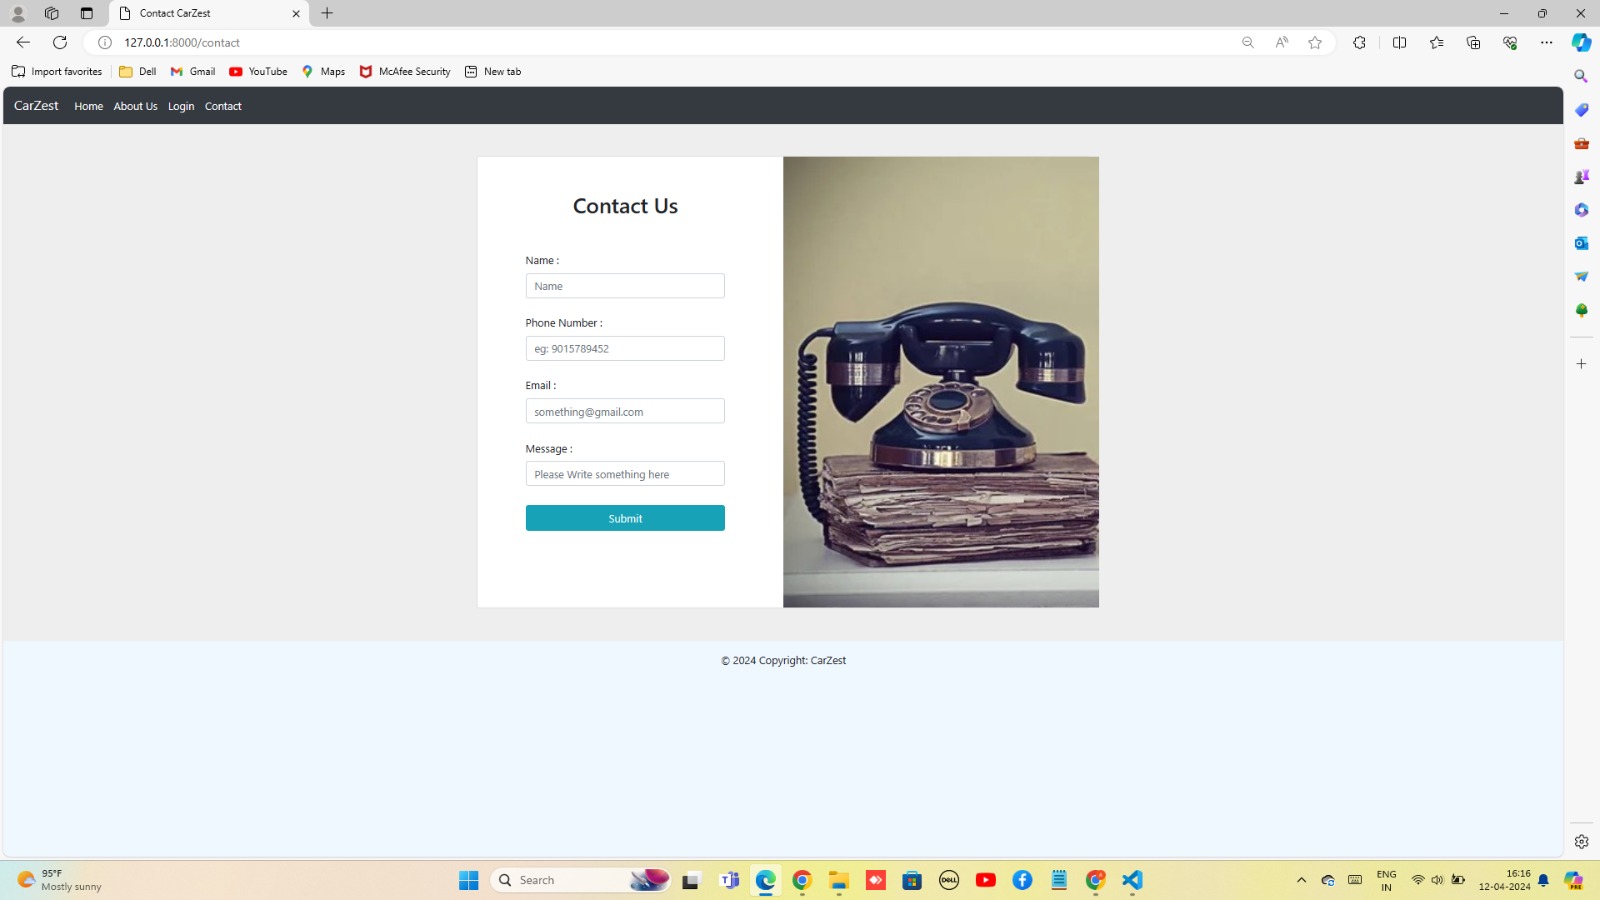 Contact CarZest
127.0.0.1:8000/contact
Import favorites Dell Gmail YouTube Maps McAfee Security New tab
CarZest Home About Us Login Contact
Contact Us
Name :
Name
Phone Number :
eg: 9015789452
Email :
something@gmail.com
Message :
Please Write something here
Submit
© 2024 Copyright: CarZest
95°F
Mostly sunny
Search
DELL
ENG
IN
16:16
12-04-2024
PRE